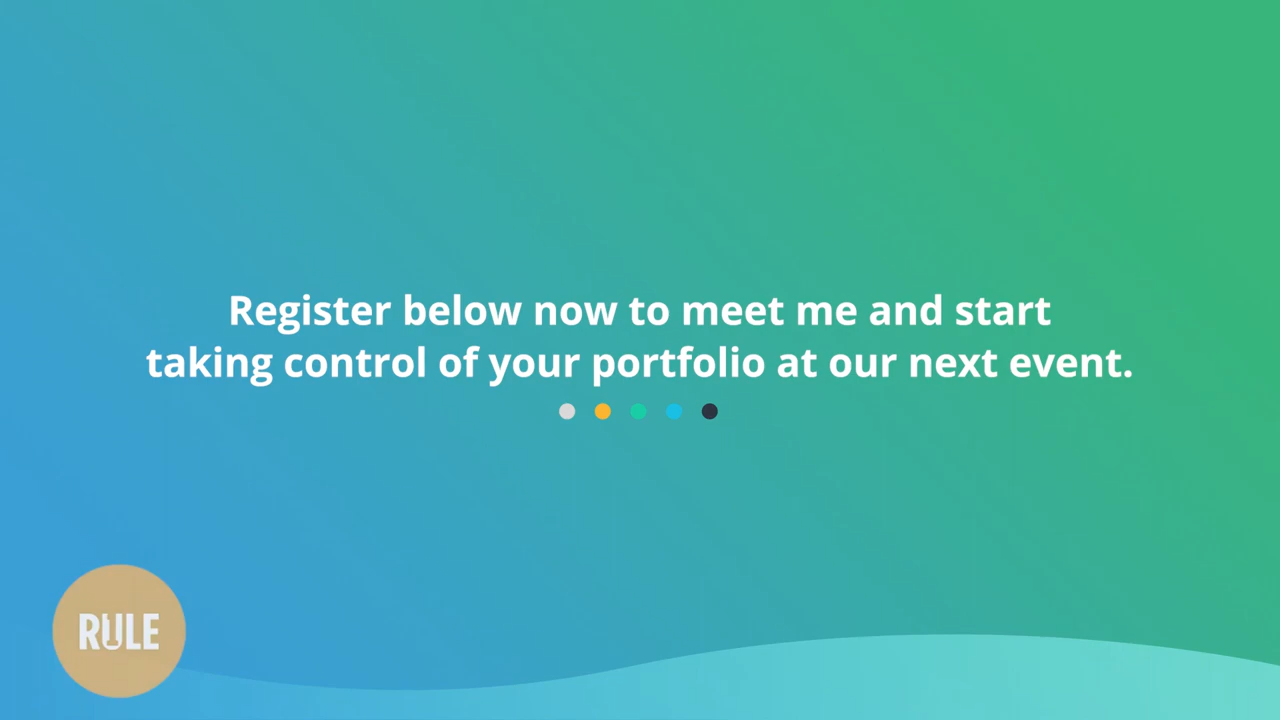 Register below now to meet me and start
taking control of your portfolio at our next event.
RULE